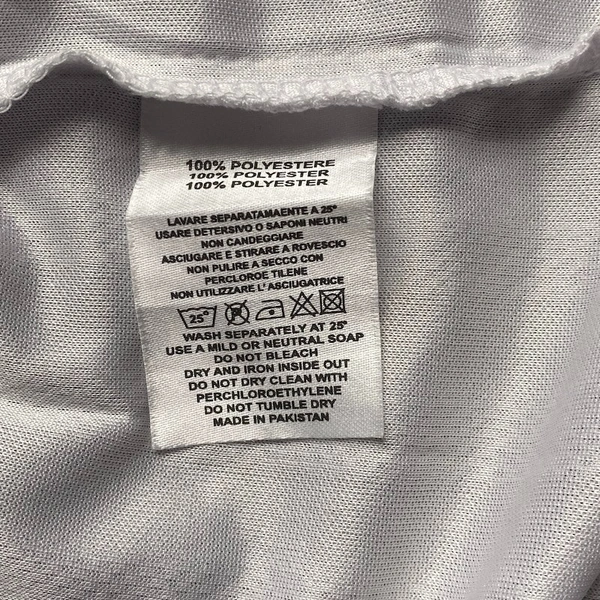 100% POLYESTERE
100% POLYESTER
100% POLYESTER
LAVARE SEPARATAMAENTE A 25°
USARE DETERSIVO O SAPONI NEUTRI
NON CANDEGGIARE
ASCIUGARE E STIRARE A ROVESCIO
NON PULIRE A SECCO CON
PERCLOROE TILENE
NON UTILIZZARE L'ASCIUGATRICE
25°
WASH SEPARATELY AT 25°
USE A MILD OR NEUTRAL SOAP
DO NOT BLEACH
DRY AND IRON INSIDE OUT
DO NOT DRY CLEAN WITH
PERCHLOROETHYLENE
DO NOT TUMBLE DRY
MADE IN PAKISTAN